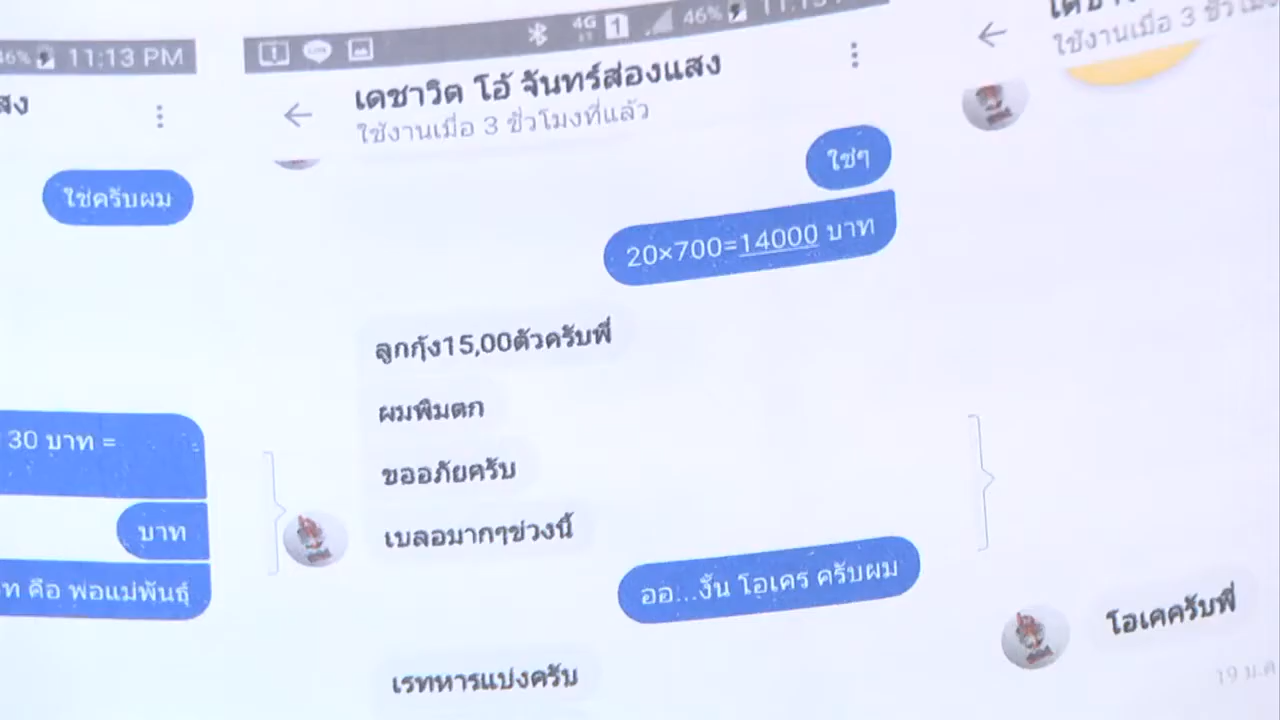 46% 11:13 PM
สง
ใช่ครับผม
30 บาท =
บาท
ท คือ พ่อแม่พันธุ์
4G 1 46%
เดชาวิต โอ้ จันทร์ส่องแสง
ใช้งานเมื่อ 3 ชั่วโมงที่แล้ว
ใช่ๆ
20×700=14000 บาท
ลูกกุ้ง15,00ตัวครับพี่
ผมพิมตก
ขออภัยครับ
เบลอมากๆช่วงนี้
ออ...งั้น โอเคร ครับผม
เรทหารแบ่งครับ
ใช้งานเมื่อ 3
โอเคครับพี่
19 ม.ค